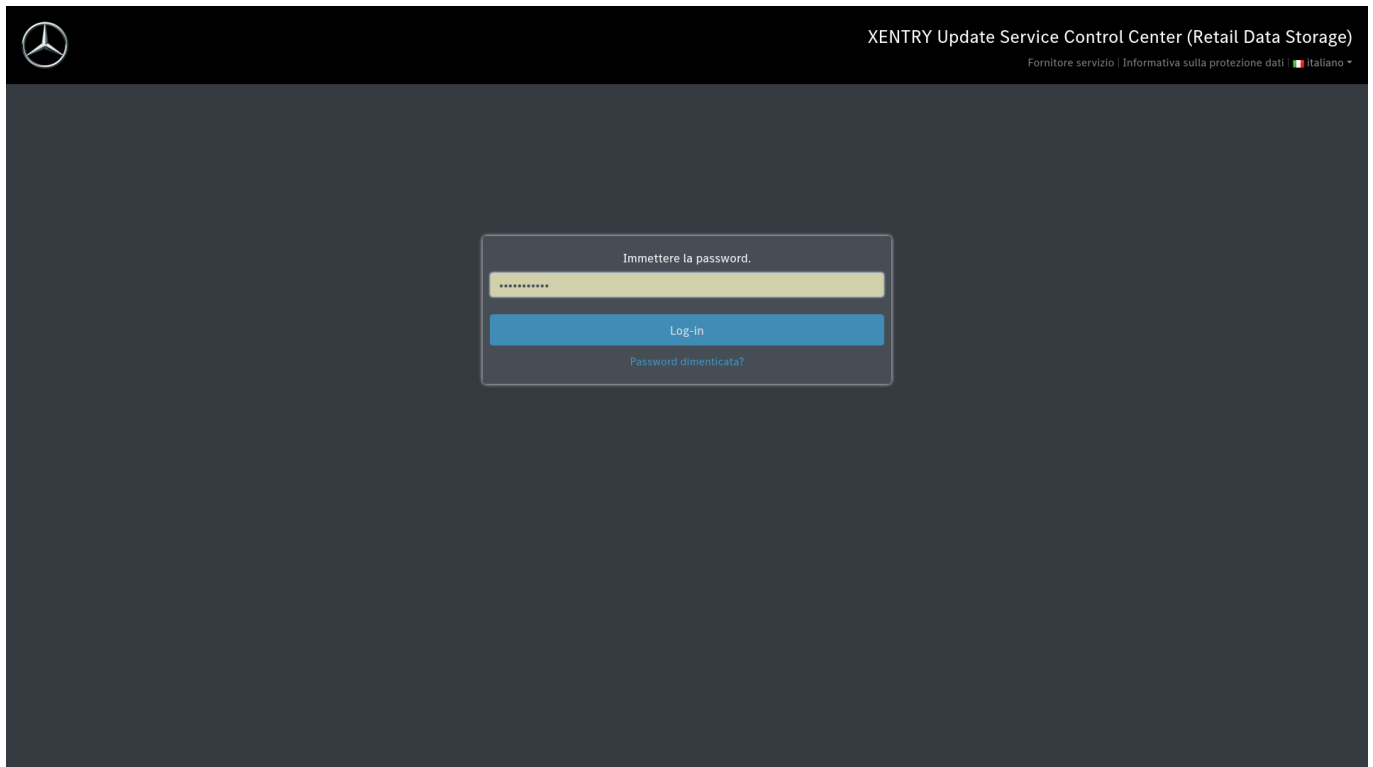 XENTRY Update Service Control Center (Retail Data Storage)
Fornitore servizio | Informativa sulla protezione dati | italiano
Immettere la password.
•••••••••••
Log-in
Password dimenticata?